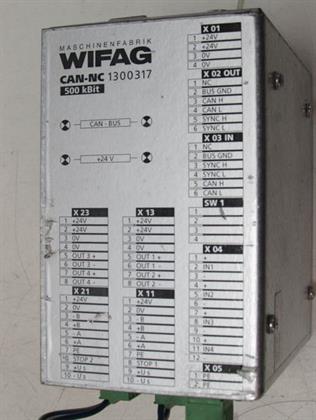 MASCHINENFABRIK
WIFAG
CAN-NC 1300317
500 kBit
CAN - BUS
+24 V
X 01
1 +24V
2 +24V
3 0V
4 0V
X 02 OUT
1 NC
2 BUS GND
3 CAN H
4 CAN L
5 SYNC H
6 SYNC L
X 03 IN
1 NC
2 BUS GND
3 SYNC H
4 SYNC L
5 CAN H
6 CAN L
SW 1
1
2
3
4
X 04
1 +
2 IN1
3 -
4 +
5 IN2
6 -
7 +
8 IN3
9 -
10 +
11 IN4
12 -
X 05
1 PE
2 PE
X 23
1 +24V
2 +24V
3 0V
4 0V
5 OUT 3 +
6 OUT 3 -
7 OUT 4 +
8 OUT 4 -
X 21
1 +24V
2 0V
3 - B
4 + B
5 - A
6 + A
7 PE
10 STOP 2
9 + U s
10 - U s
X 13
1 +24V
2 +24V
3 0V
4 0V
5 OUT 1 +
6 OUT 1 -
7 OUT 2 +
8 OUT 2 -
X 11
1 +24V
2 0V
3 - B
4 + B
5 - A
6 + A
7 PE
8 STOP 1
9 + U s
10 - U s